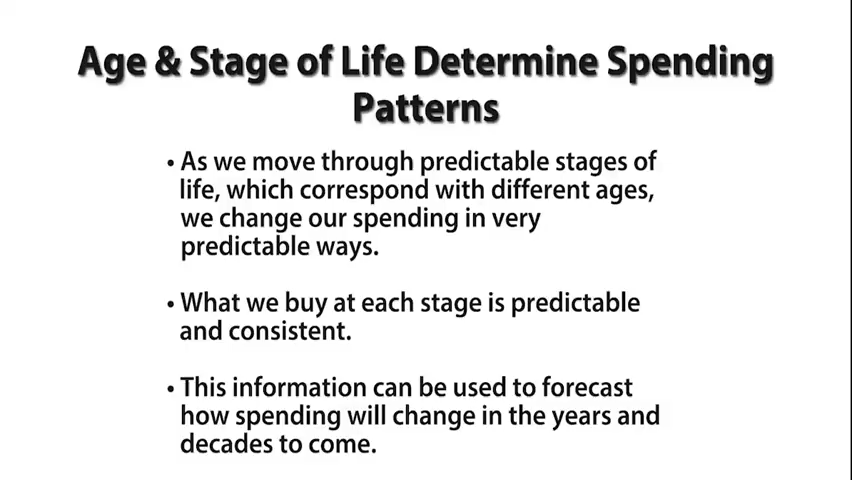 Age & Stage of Life Determine Spending
Patterns
• As we move through predictable stages of
life, which correspond with different ages,
we change our spending in very
predictable ways.
• What we buy at each stage is predictable
and consistent.
• This information can be used to forecast
how spending will change in the years and
decades to come.